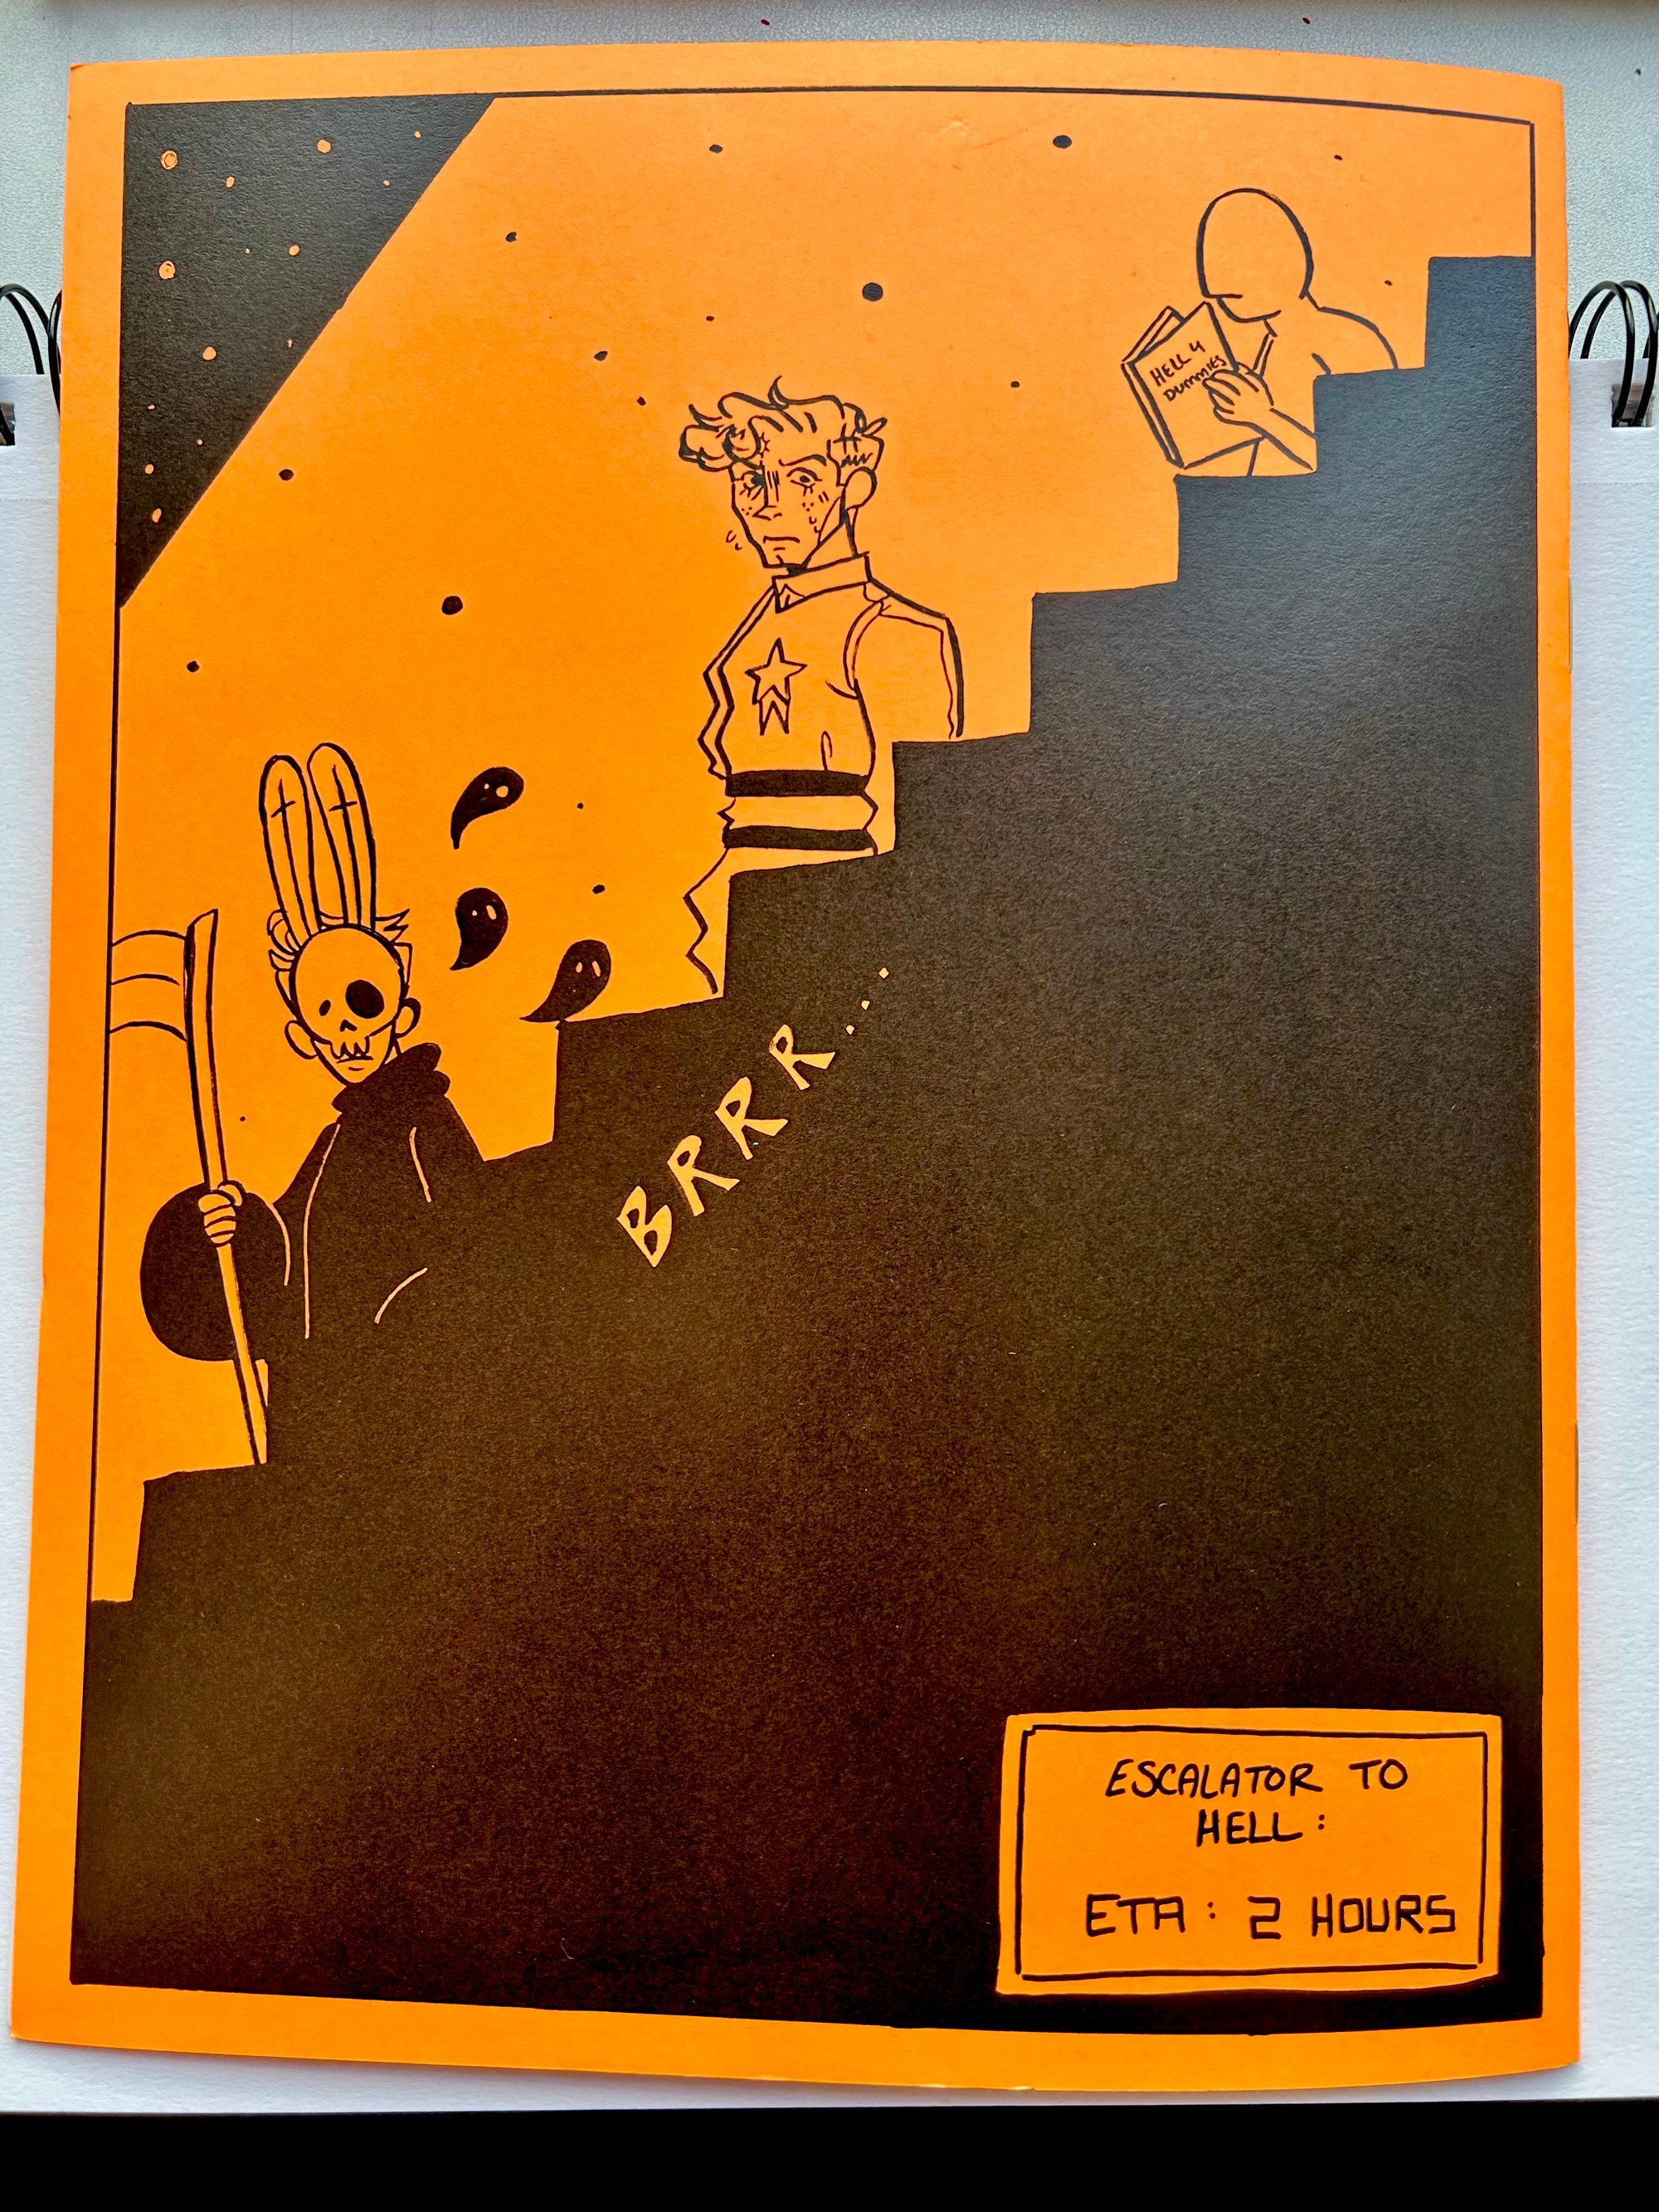 HELL 4
DUMMIES
BRRR...
ESCALATOR TO
HELL:
ETA: 2 HOURS